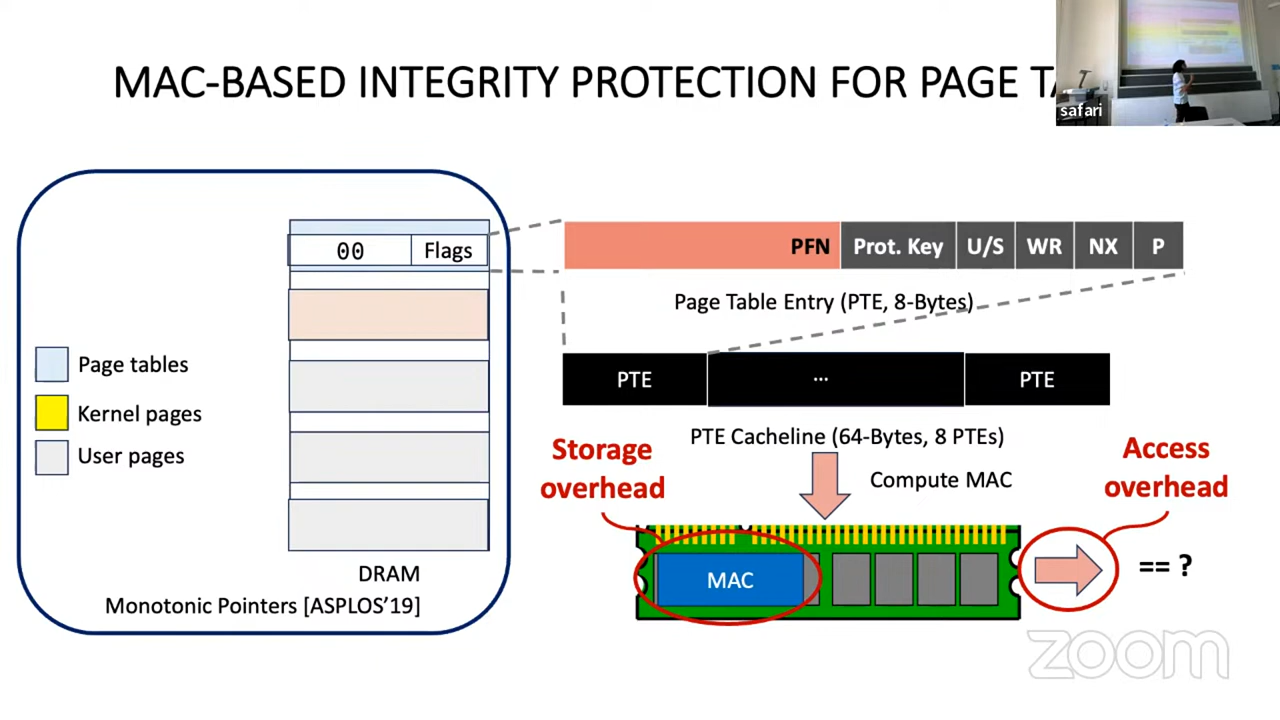 MAC-BASED INTEGRITY PROTECTION FOR PAGE
safari
00
Flags
PFN
Prot. Key
U/S
WR
NX
P
Page Table Entry (PTE, 8-Bytes)
Page tables
Kernel pages
User pages
PTE
...
PTE
PTE Cacheline (64-Bytes, 8 PTEs)
Storage
overhead
Compute MAC
Access
overhead
MAC
== ?
DRAM
Monotonic Pointers [ASPLOS'19]
zoom